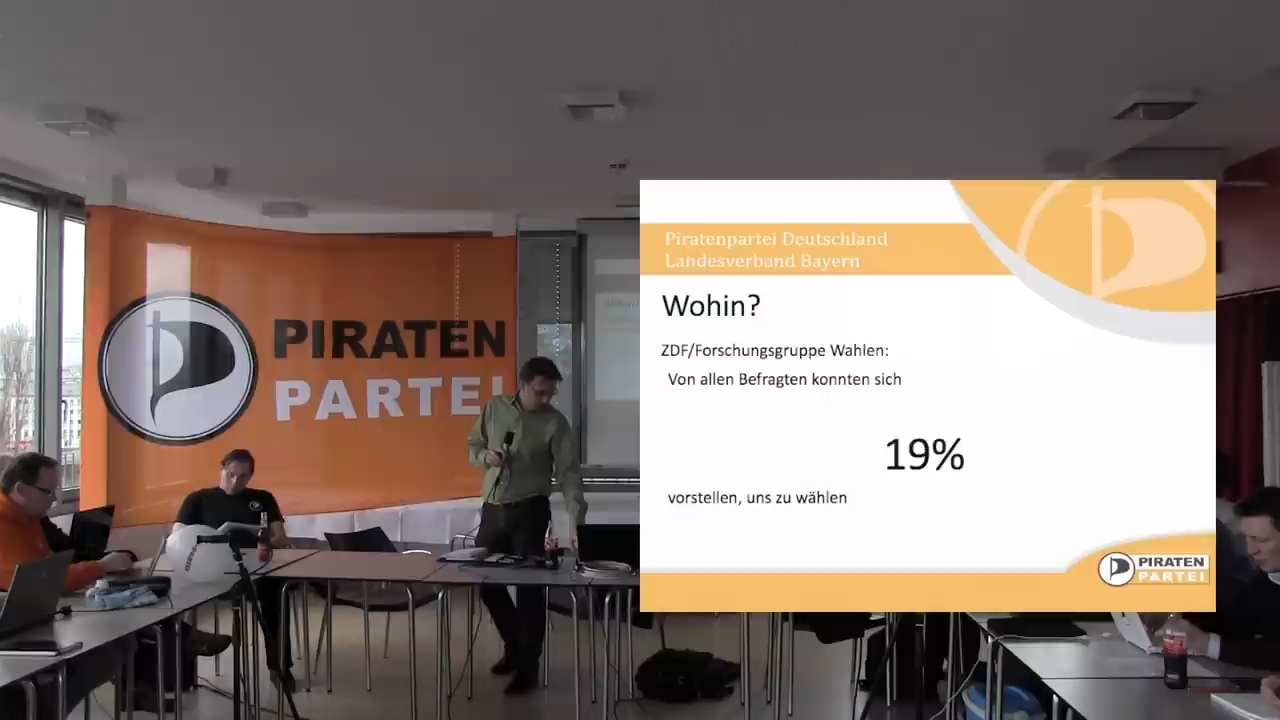 PIRATEN
PARTEI
Piratenpartei Deutschland
Landesverband Bayern
Wohin?
ZDF/Forschungsgruppe Wahlen:
Von allen Befragten konnten sich
19%
vorstellen, uns zu wählen
PIRATEN
PARTEI